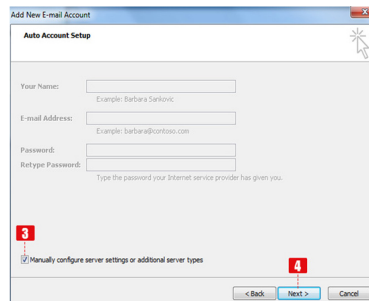 Add New E-mail Account
Auto Account Setup
Your Name:
Example: Barbara Sankovic
E-mail Address:
Example: barbara@contoso.com
Password:
Retype Password:
Type the password your Internet service provider has given you.
3
Manually configure server settings or additional server types
4
< Back Next > Cancel